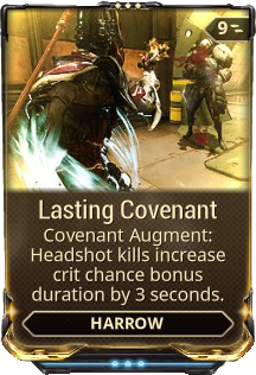 9
Lasting Covenant
Covenant Augment:
Headshot kills increase
crit chance bonus
duration by 3 seconds.
HARROW